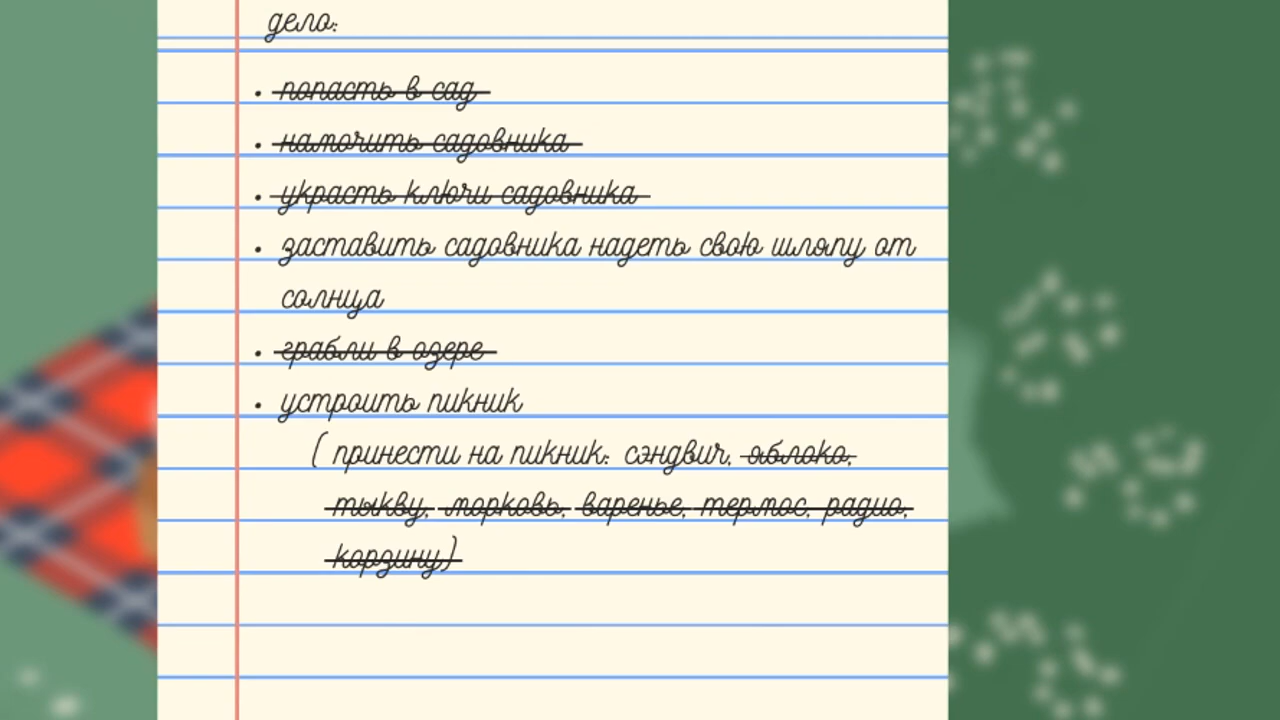 дело:
• попасть в сад
• намочить садовника
• украсть ключи садовника
• заставить садовника надеть свою шляпу от
солнца
• грабли в озере
• устроить пикник
( принести на пикник: сэндвич, яблоко,
тыкву, морковь, варенье, термос, радио,
корзину)